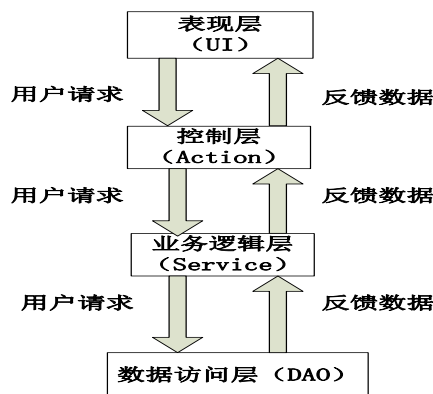 表现层
（UI）
用户请求
反馈数据
控制层
（Action）
用户请求
反馈数据
业务逻辑层
（Service）
用户请求
反馈数据
数据访问层（DAO）